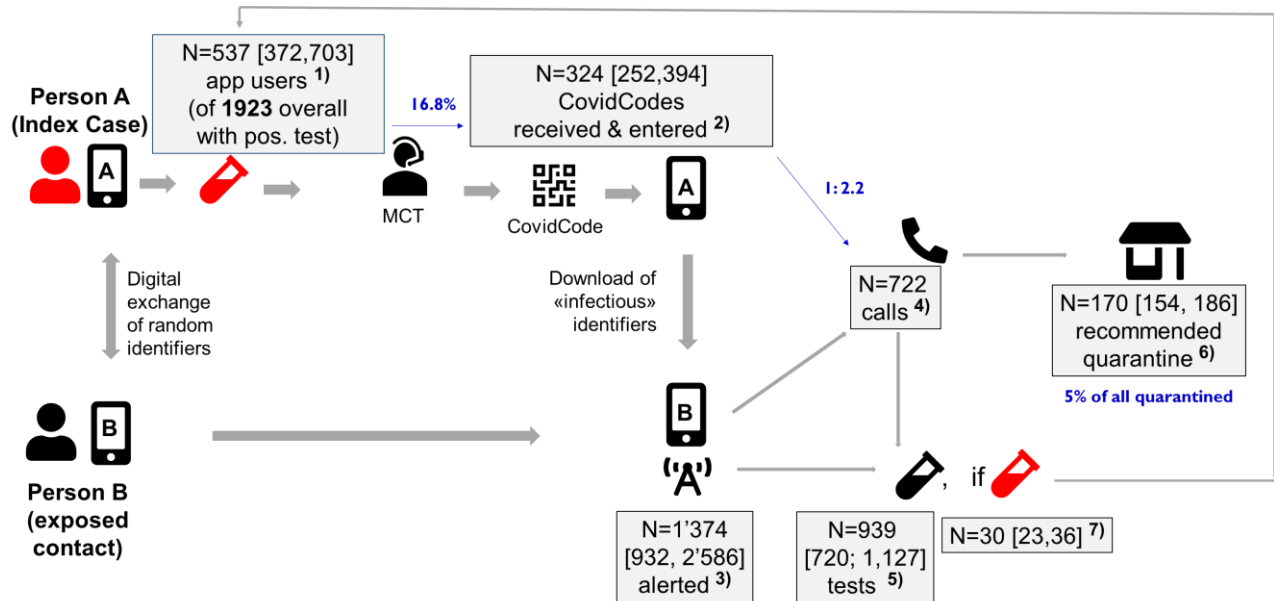 N=537 [372,703]
app users 1)
(of 1923 overall
with pos. test)
Person A
(Index Case)
A
16.8%
N=324 [252,394]
CovidCodes
received & entered 2)
MCT
CovidCode
A
1: 2.2
Digital
exchange
of random
identifiers
Download of
«infectious»
identifiers
N=722
calls 4)
N=170 [154, 186]
recommended
quarantine 6)
5% of all quarantined
B
Person B
(exposed
contact)
B
N=1'374
[932, 2'586]
alerted 3)
, if
N=939
[720; 1,127]
tests 5)
N=30 [23,36] 7)